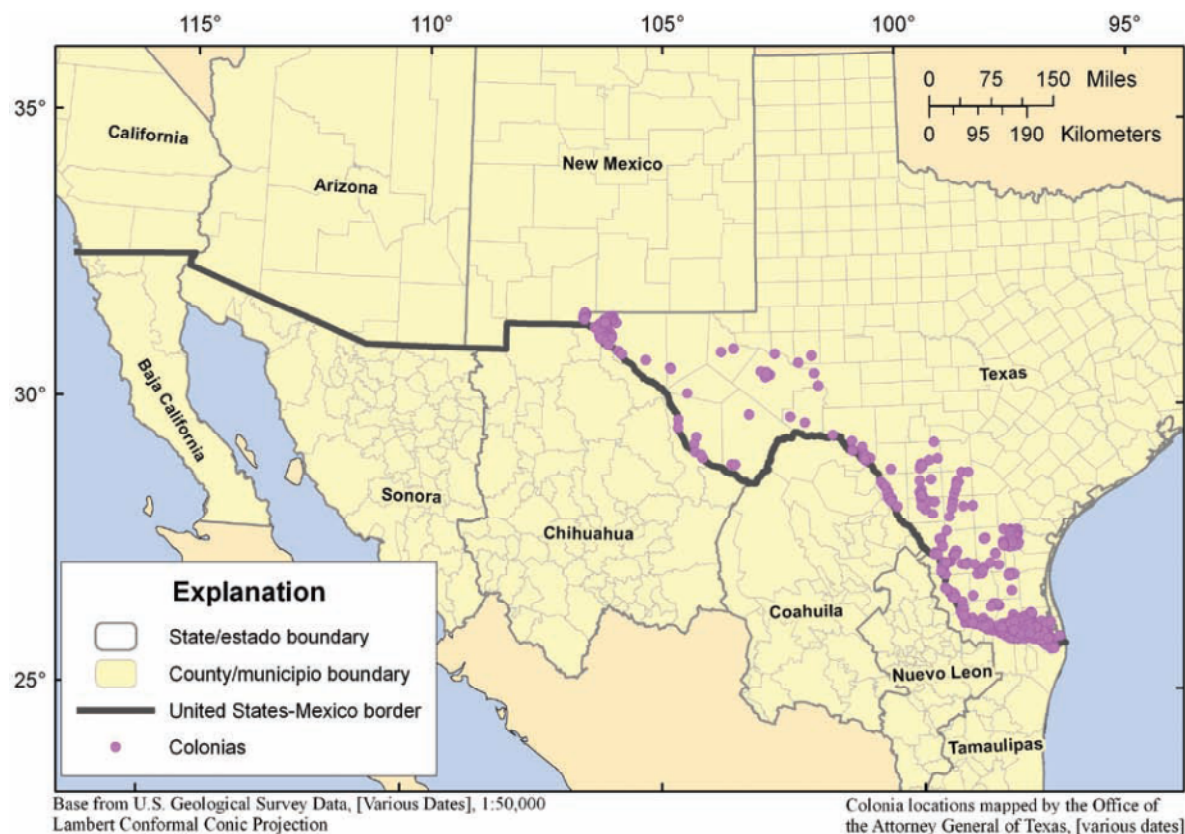 115° 110° 105° 100° 95°
0 75 150 Miles
0 95 190 Kilometers
35°
California
Arizona
New Mexico
Texas
30°
Baja California
Sonora
Chihuahua
Coahuila
25°
Nuevo Leon
Tamaulipas
Explanation
State/estado boundary
County/municipio boundary
United States-Mexico border
Colonias
Base from U.S. Geological Survey Data, [Various Dates], 1:50,000
Lambert Conformal Conic Projection
Colonia locations mapped by the Office of
the Attorney General of Texas, [various dates]